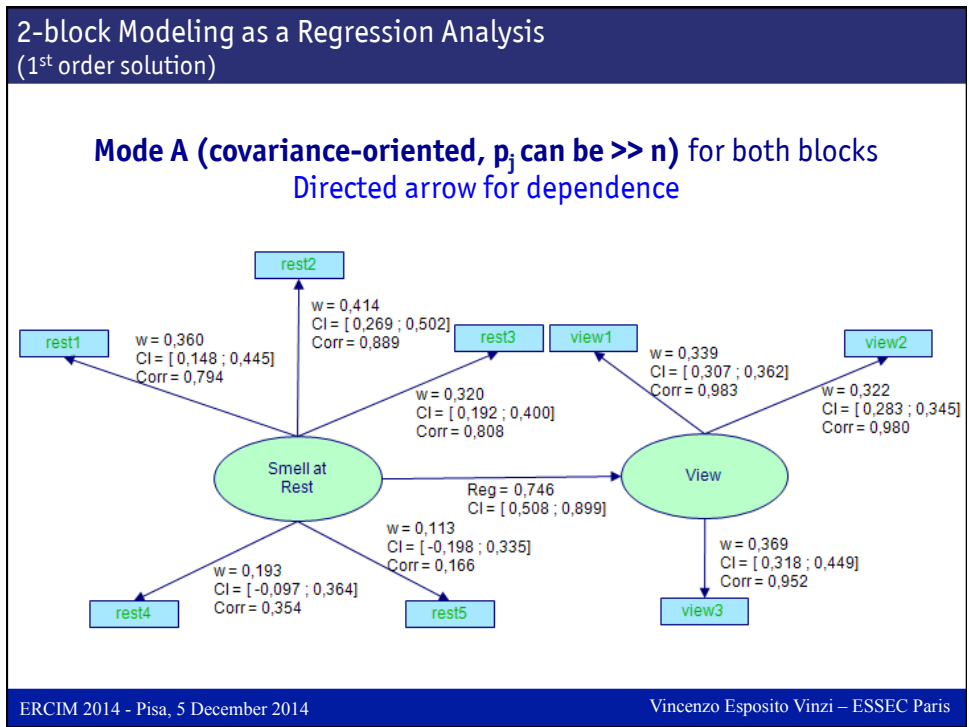 2-block Modeling as a Regression Analysis
(1st order solution)
Mode A (covariance-oriented, pj can be >> n) for both blocks
Directed arrow for dependence
rest2
w = 0,414
CI = [ 0,269 ; 0,502]
Corr = 0,889
rest1
w = 0,360
CI = [ 0,148 ; 0,445]
Corr = 0,794
rest3
w = 0,320
CI = [ 0,192 ; 0,400]
Corr = 0,808
view1
w = 0,339
CI = [ 0,307 ; 0,362]
Corr = 0,983
view2
w = 0,322
CI = [ 0,283 ; 0,345]
Corr = 0,980
Smell at
Rest
Reg = 0,746
CI = [ 0,508 ; 0,899]
View
w = 0,193
CI = [ -0,097 ; 0,364]
Corr = 0,354
rest4
w = 0,113
CI = [ -0,198 ; 0,335]
Corr = 0,166
rest5
w = 0,369
CI = [ 0,318 ; 0,449]
Corr = 0,952
view3
ERCIM 2014 - Pisa, 5 December 2014
Vincenzo Esposito Vinzi – ESSEC Paris